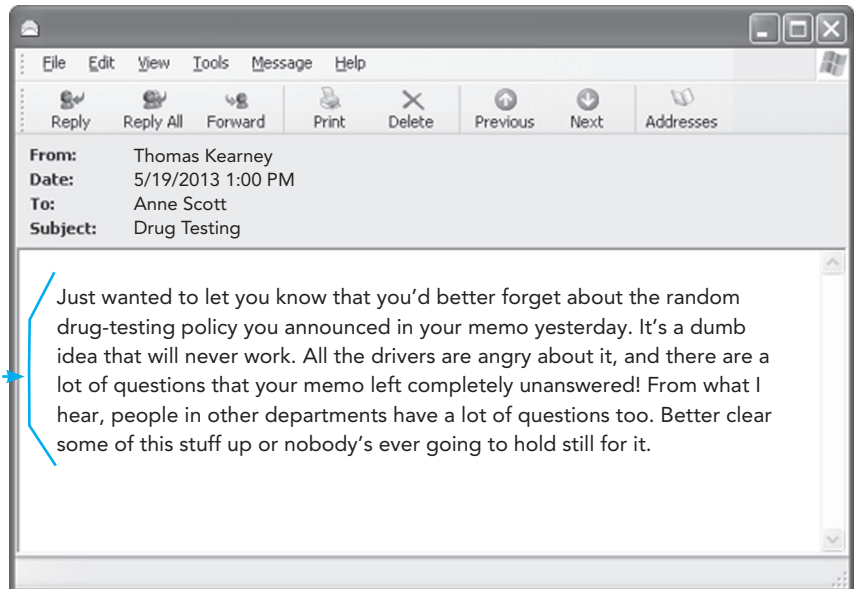 File Edit View Tools Message Help
Reply Reply All Forward Print Delete Previous Next Addresses
From: Thomas Kearney
Date: 5/19/2013 1:00 PM
To: Anne Scott
Subject: Drug Testing
Just wanted to let you know that you'd better forget about the random
drug-testing policy you announced in your memo yesterday. It's a dumb
idea that will never work. All the drivers are angry about it, and there are a
lot of questions that your memo left completely unanswered! From what I
hear, people in other departments have a lot of questions too. Better clear
some of this stuff up or nobody's ever going to hold still for it.